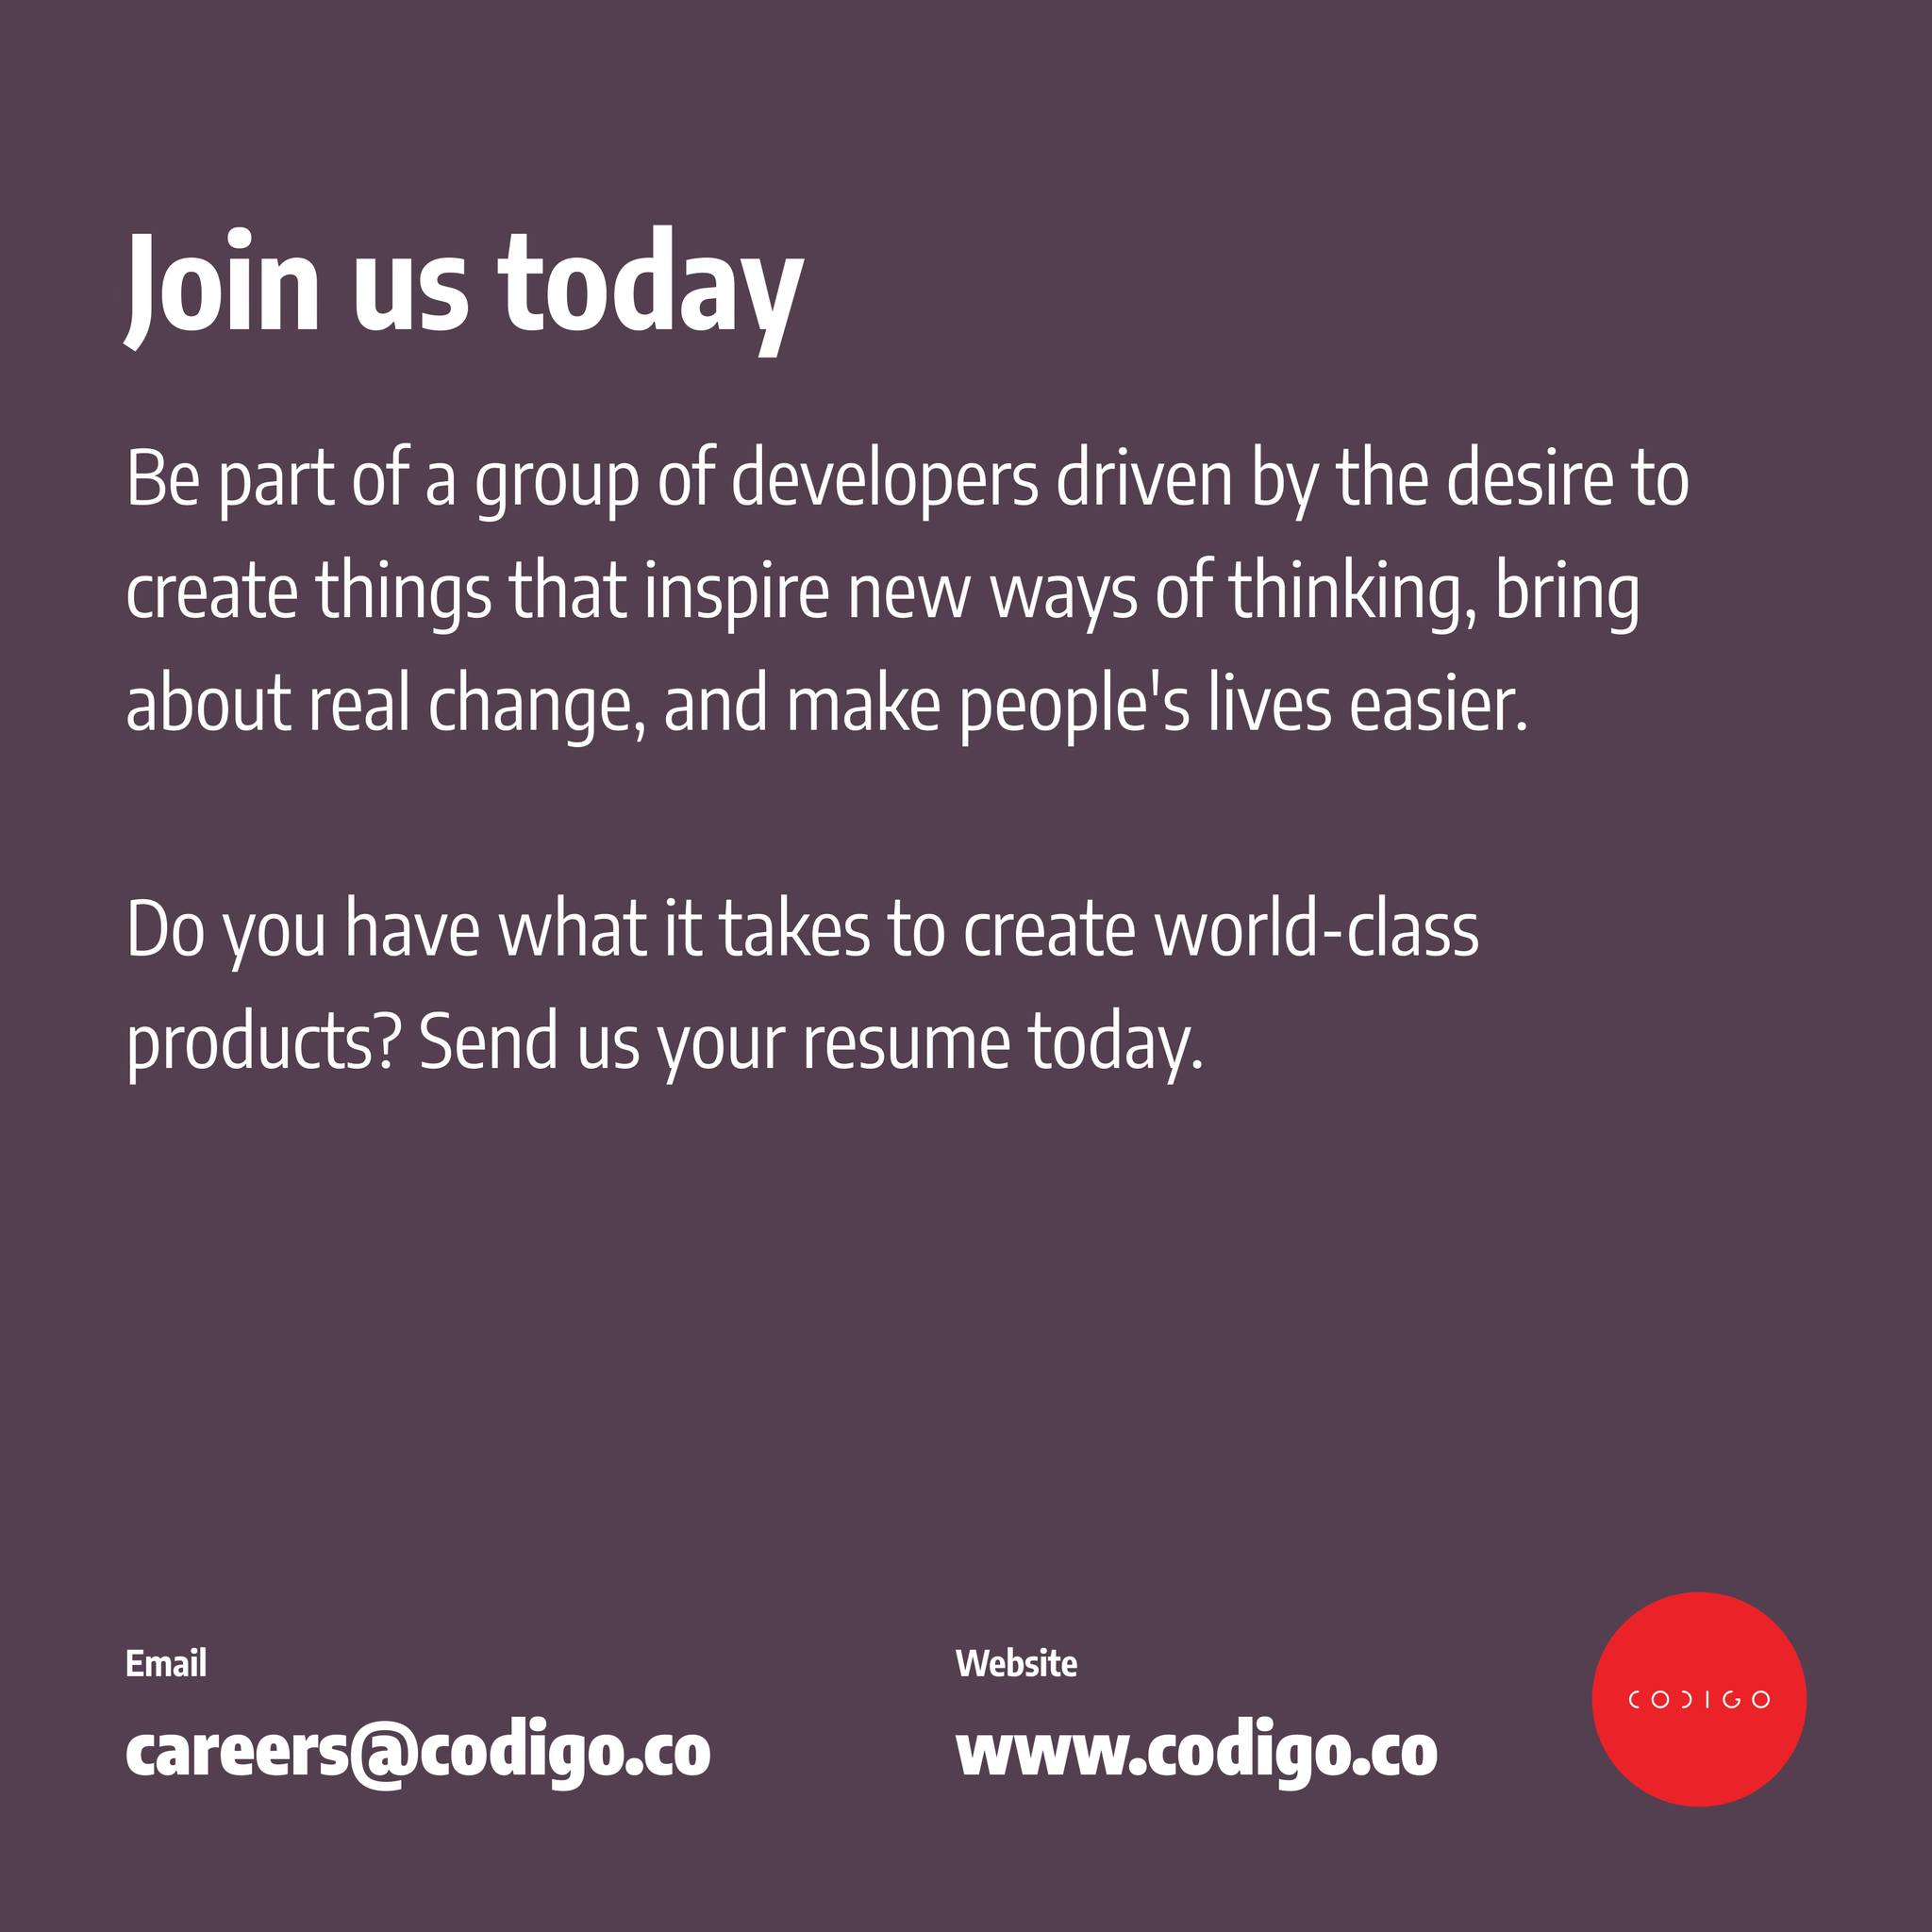 Join us today
Be part of a group of developers driven by the desire to
create things that inspire new ways of thinking, bring
about real change, and make people's lives easier.
Do you have what it takes to create world-class
products? Send us your resume today.
Email
careers@codigo.co
Website
www.codigo.co
CODIGO